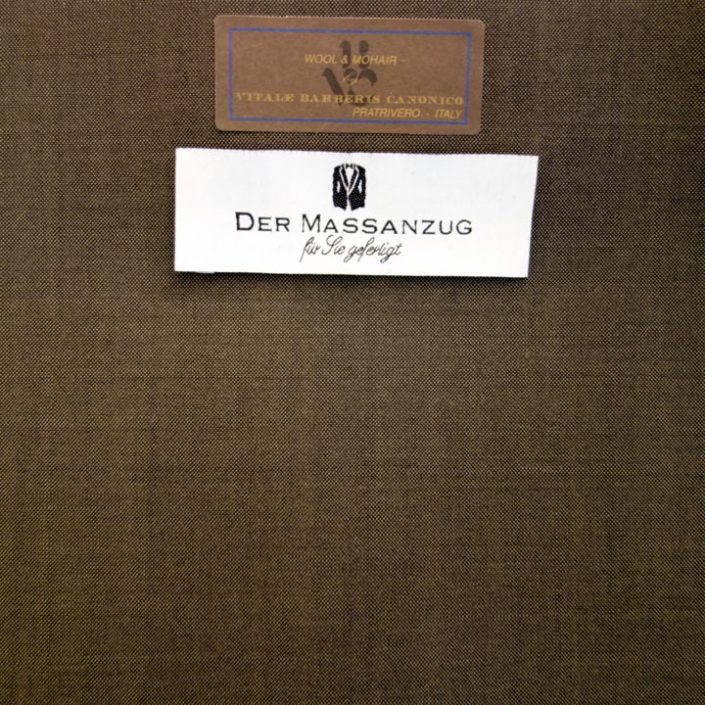 WOOL & MOHAIR
VITALE BARBERIS CANONICO
PRATRIVERO - ITALY
DER MASSANZUG
für Sie gefertigt